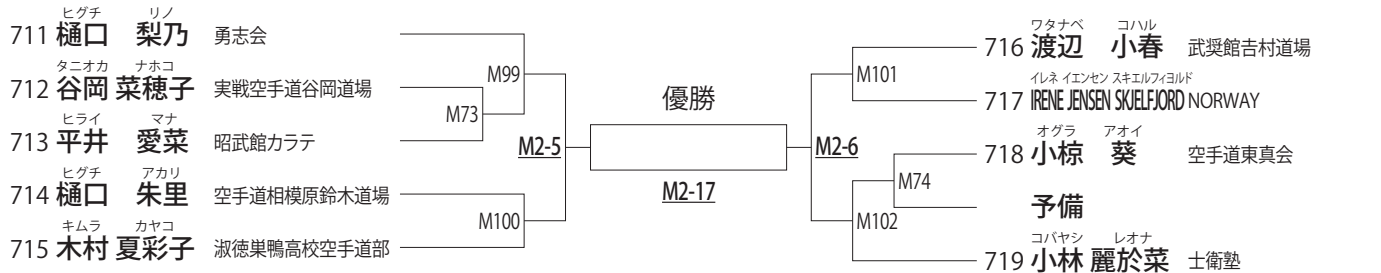 ヒグチ リノ
711 樋口 梨乃 勇志会
タニオカ ナホコ
712 谷岡 菜穂子 実戦空手道谷岡道場
ヒライ マナ
713 平井 愛菜 昭武館カラテ
ヒグチ アカリ
714 樋口 朱里 空手道相模原鈴木道場
キムラ カヤコ
715 木村 夏彩子 淑徳巣鴨高校空手道部
M99
M73
M100
M2-5
優勝
M2-17
M2-6
M101
M74
M102
ワタナベ コハル
716 渡辺 小春 武奨館吉村道場
イレネ イエンセン スキエルフィヨルド
717 IRENE JENSEN SKJELFJORD NORWAY
オグラ アオイ
718 小椋 葵 空手道東真会
予備
コバヤシ レオナ
719 小林 麗於菜 士衛塾